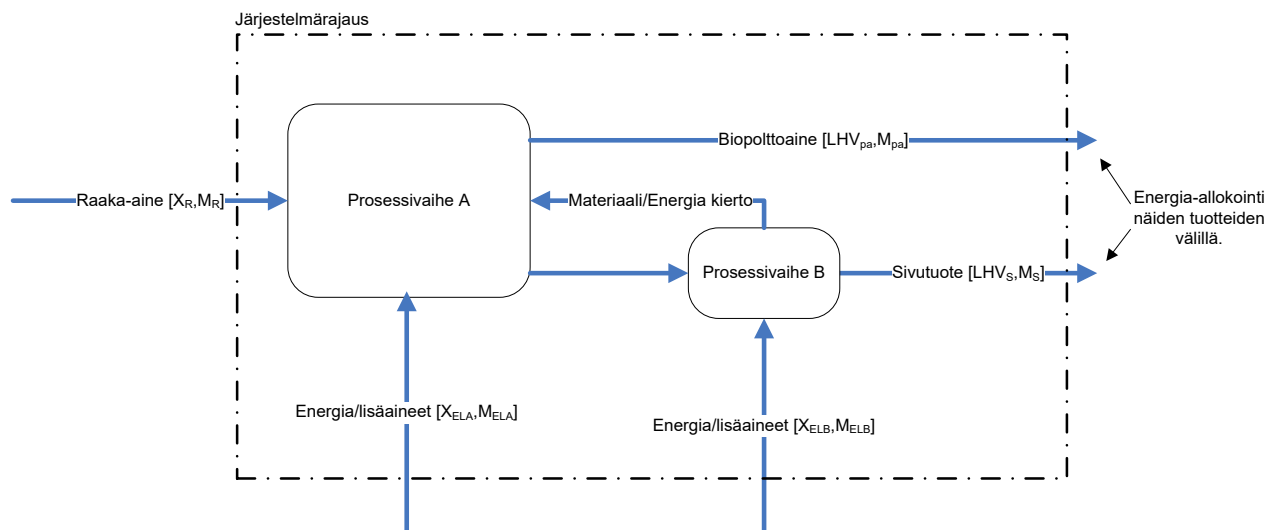 Järjestelmärajaus
Biopolttoaine [LHVpa,Mpa]
Raaka-aine [XR,MR]
Prosessivaihe A
Materiaali/Energia kierto
Energia-allokointi
näiden tuotteiden
välillä.
Prosessivaihe B
Sivutuote [LHVS,MS]
Energia/lisäaineet [XELA,MELA]
Energia/lisäaineet [XELB,MELB]